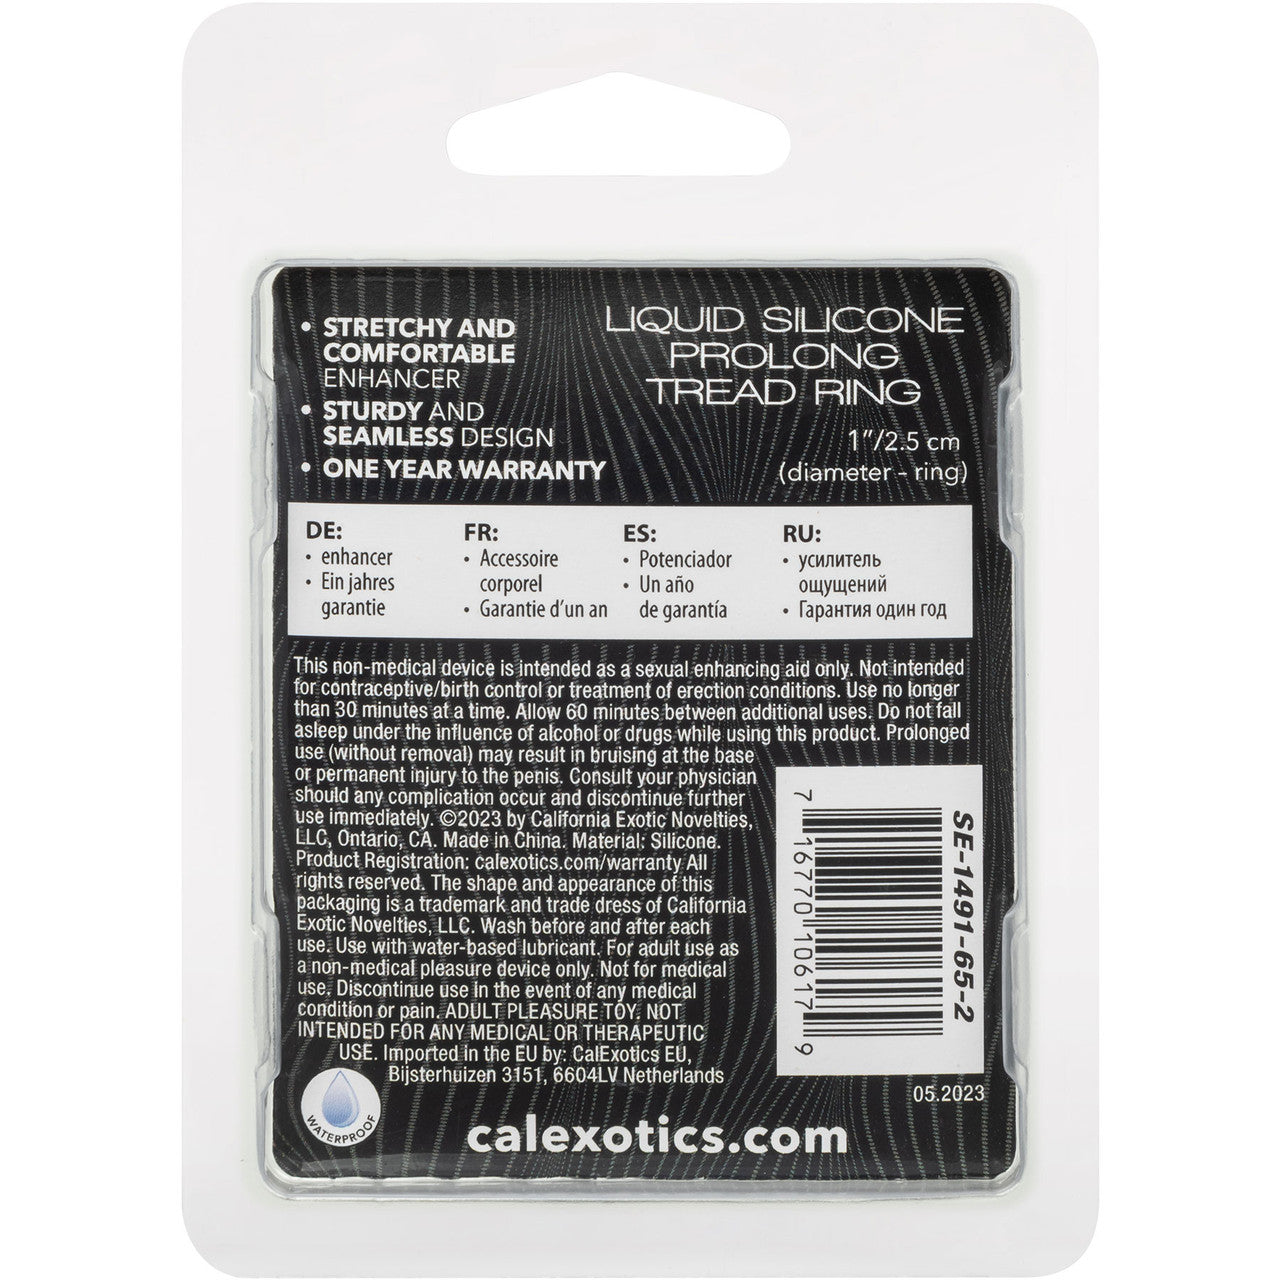 • STRETCHY AND
COMFORTABLE
ENHANCER
• STURDY AND
SEAMLESS DESIGN
• ONE YEAR WARRANTY
LIQUID SILICONE
PROLONG
TREAD RING
1"/2.5 cm
(diameter - ring)
DE:
• enhancer
• Ein jahres
garantie
FR:
• Accessoire
corporel
• Garantie d'un an
ES:
• Potenciador
• Un año
de garantía
RU:
• усилитель
ощущений
• Гарантия один год
This non-medical device is intended as a sexual enhancing aid only. Not intended
for contraceptive/birth control or treatment of erection conditions. Use no longer
than 30 minutes at a time. Allow 60 minutes between additional uses. Do not fall
asleep under the influence of alcohol or drugs while using this product. Prolonged
use (without removal) may result in bruising at the base
or permanent injury to the penis. Consult your physician
should any complication occur and discontinue further
use immediately. ©2023 by California Exotic Novelties,
LLC, Ontario, CA. Made in China. Material: Silicone.
Product Registration: calexotics.com/warranty All
rights reserved. The shape and appearance of this
packaging is a trademark and trade dress of California
Exotic Novelties, LLC. Wash before and after each
use. Use with water-based lubricant. For adult use as
a non-medical pleasure device only. Not for medical
use. Discontinue use in the event of any medical
condition or pain. ADULT PLEASURE TOY. NOT
INTENDED FOR ANY MEDICAL OR THERAPEUTIC
USE. Imported in the EU by: CalExotics EU,
Bijsterhuizen 3151, 6604LV Netherlands
7 16770 10617 9
SE-1491-65-2
05.2023
WATERPROOF
calexotics.com